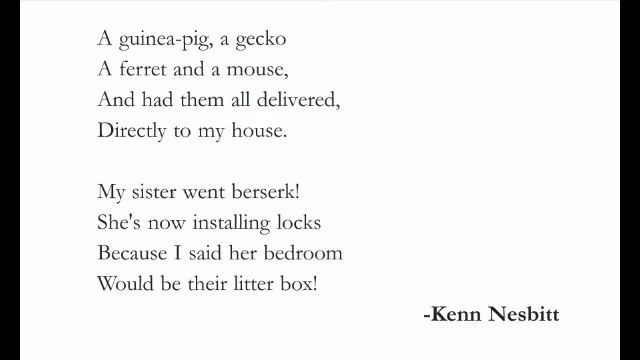 A guinea-pig, a gecko
A ferret and a mouse,
And had them all delivered,
Directly to my house.

My sister went berserk!
She's now installing locks
Because I said her bedroom
Would be their litter box!
-Kenn Nesbitt